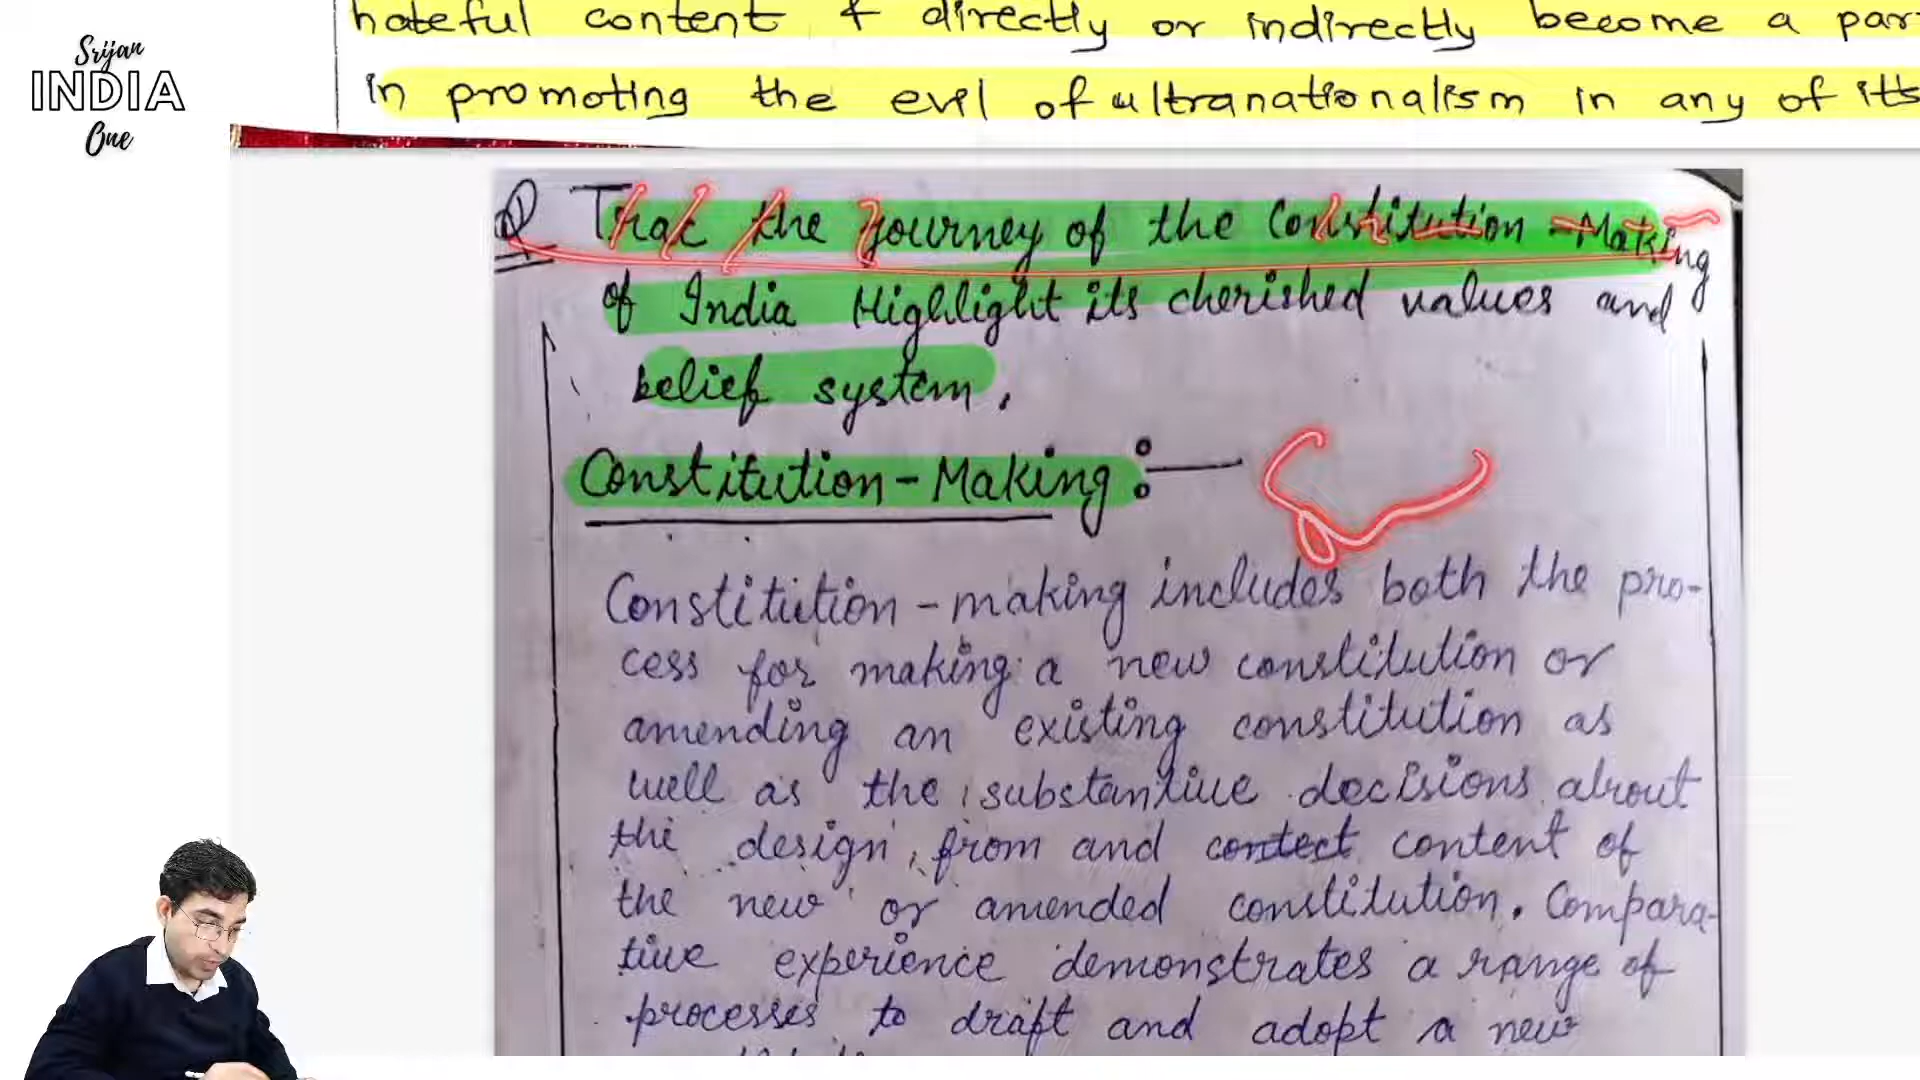 Srijan
INDIA
One
hateful content & directly or indirectly become a par
in promoting the evil of ultranationalism in any of it's
Q Trac the Journey of the Constitution - Making
of India Highlight its cherished values and
belief system.
Constitution - Making :—
Constitution - making includes both the pro-
cess for making a new constitution or
amending an existing constitution as
well as the substantive decisions about
the design, from and contect content of
the new or amended constitution. Compara-
tive experience demonstrates a range of
processes to draft and adopt a new